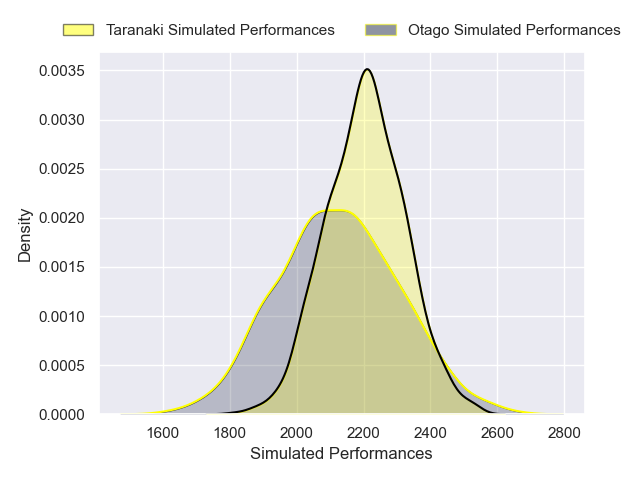 Taranaki Simulated Performances Otago Simulated Performances
0.0035
0.0030
0.0025
0.0020
0.0015
0.0010
0.0005
0.0000
Density
1600 1800 2000 2200 2400 2600 2800
Simulated Performances